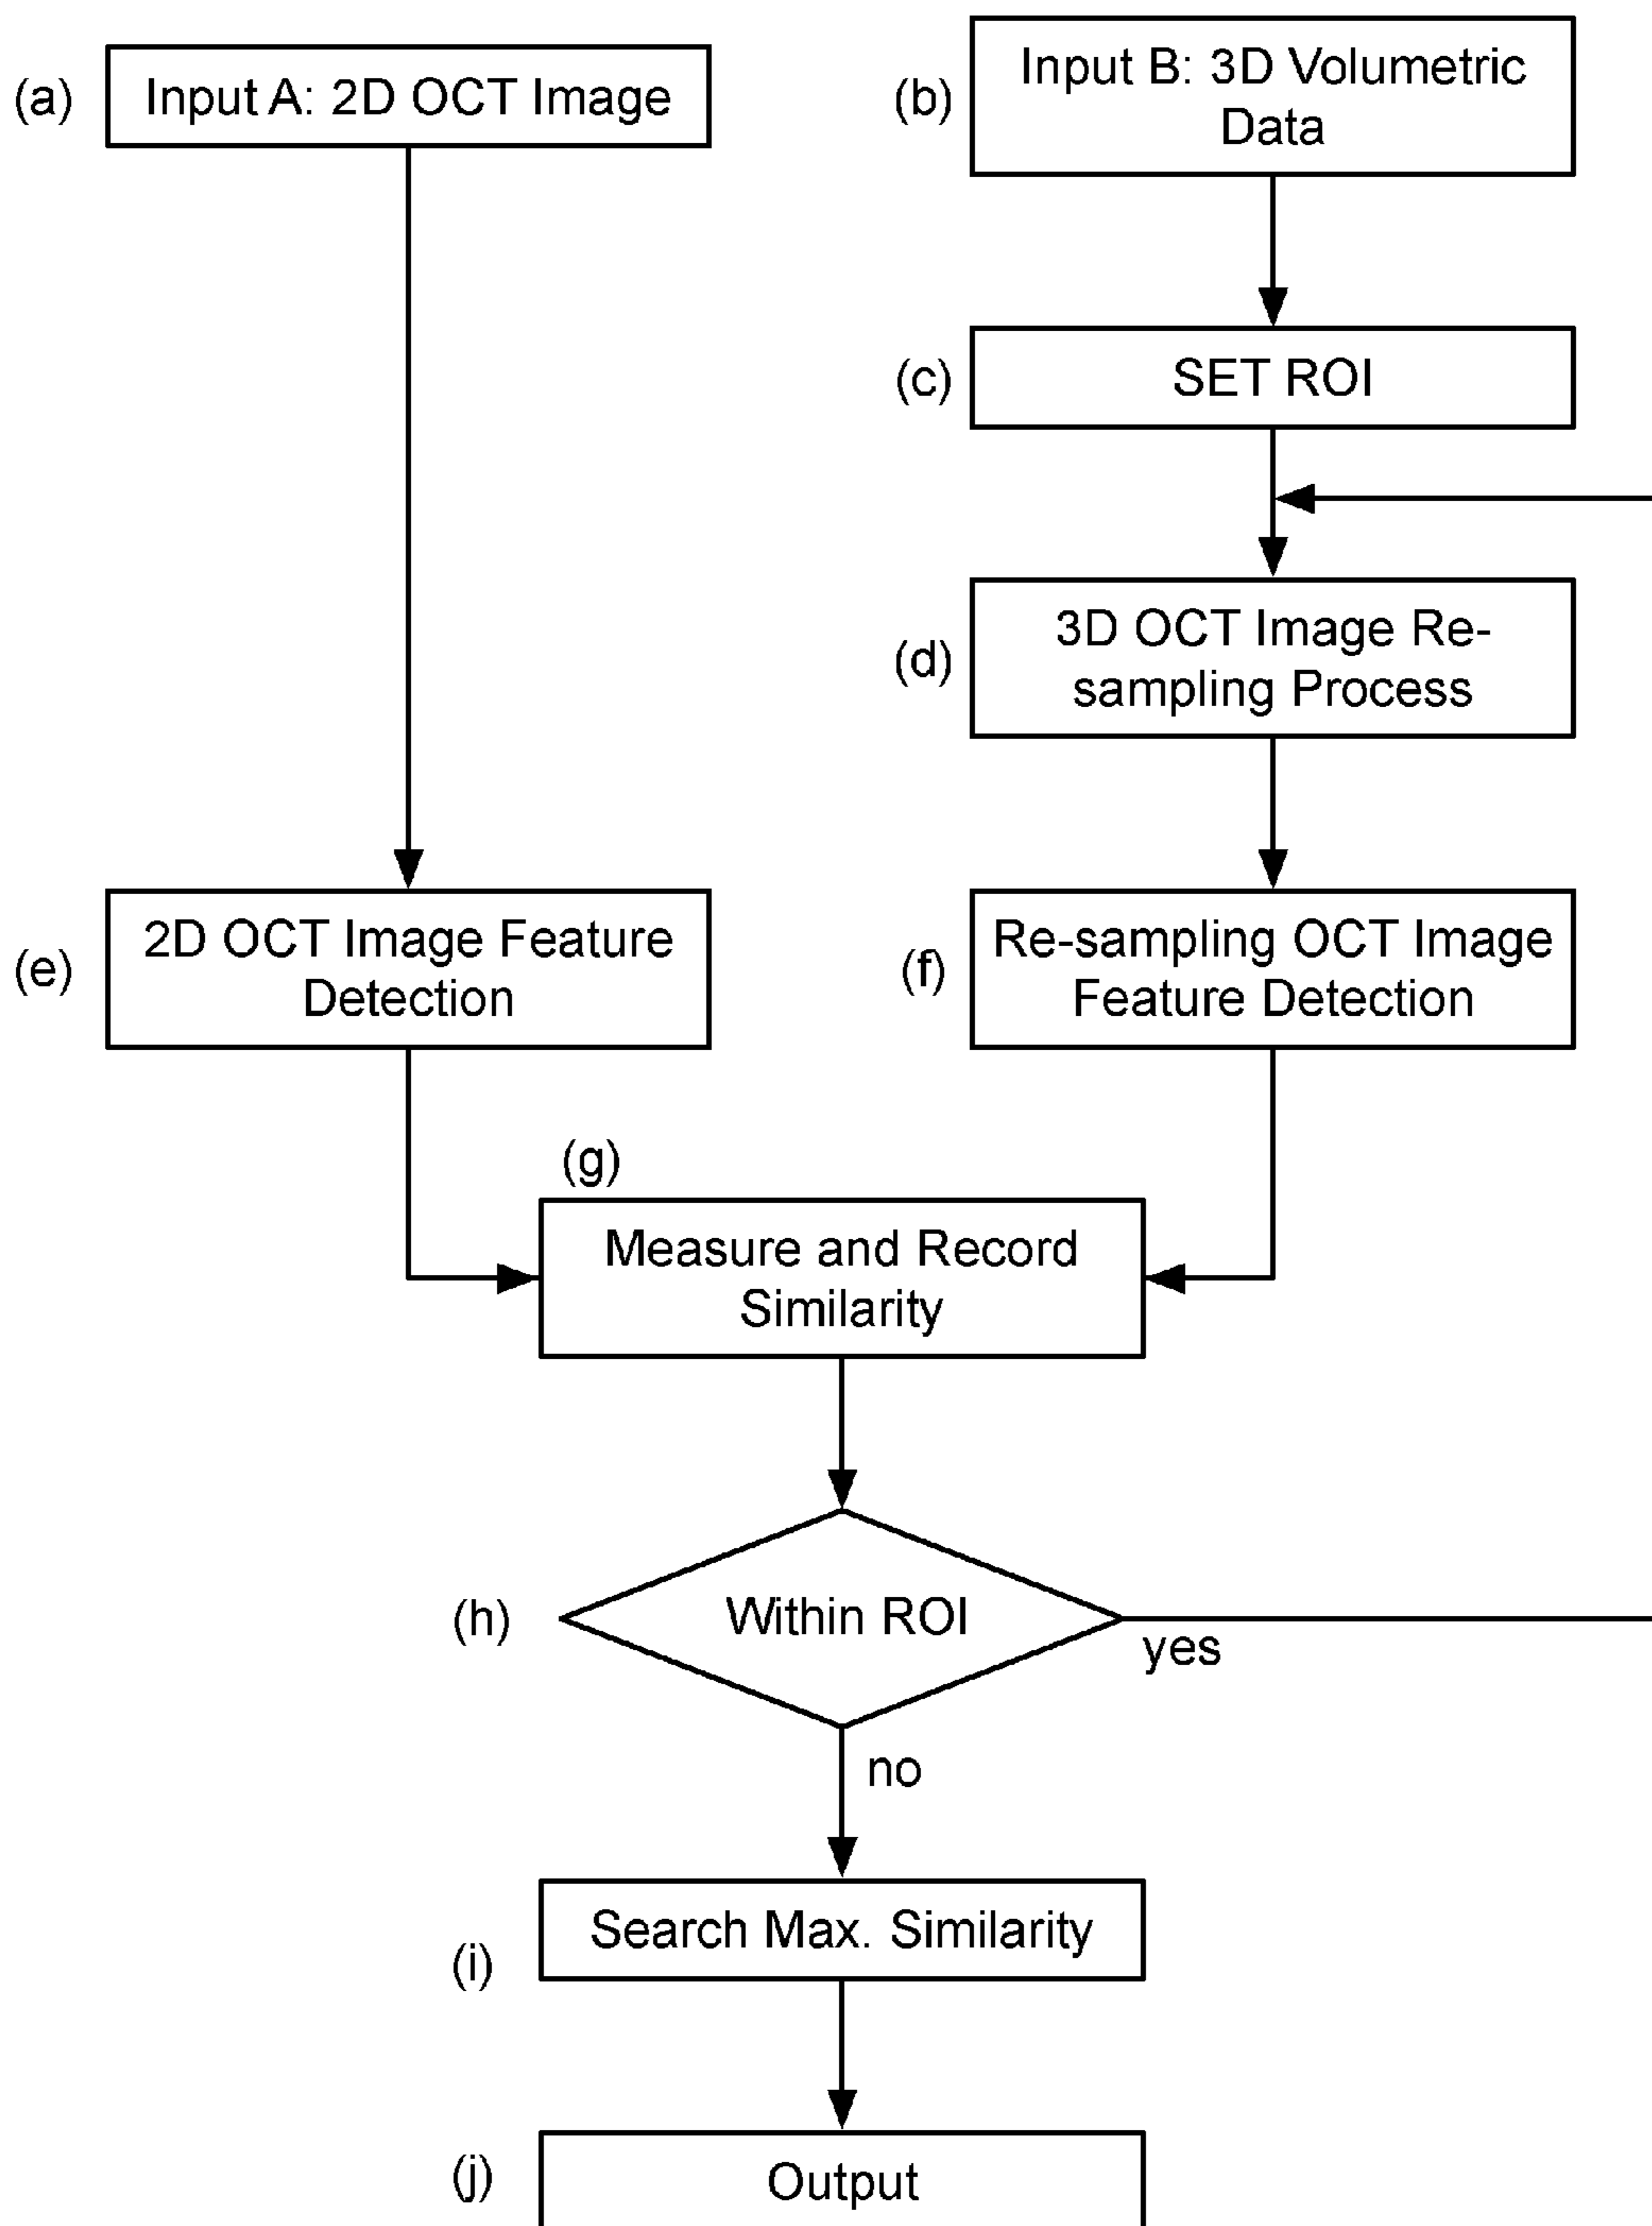 (a)
Input A: 2D OCT Image
(b)
Input B: 3D Volumetric
Data
(c)
SET ROI
(d)
3D OCT Image Re-
sampling Process
(e)
2D OCT Image Feature
Detection
(f)
Re-sampling OCT Image
Feature Detection
(g)
Measure and Record
Similarity
(h)
Within ROI
yes
no
(i)
Search Max. Similarity
(j)
Output